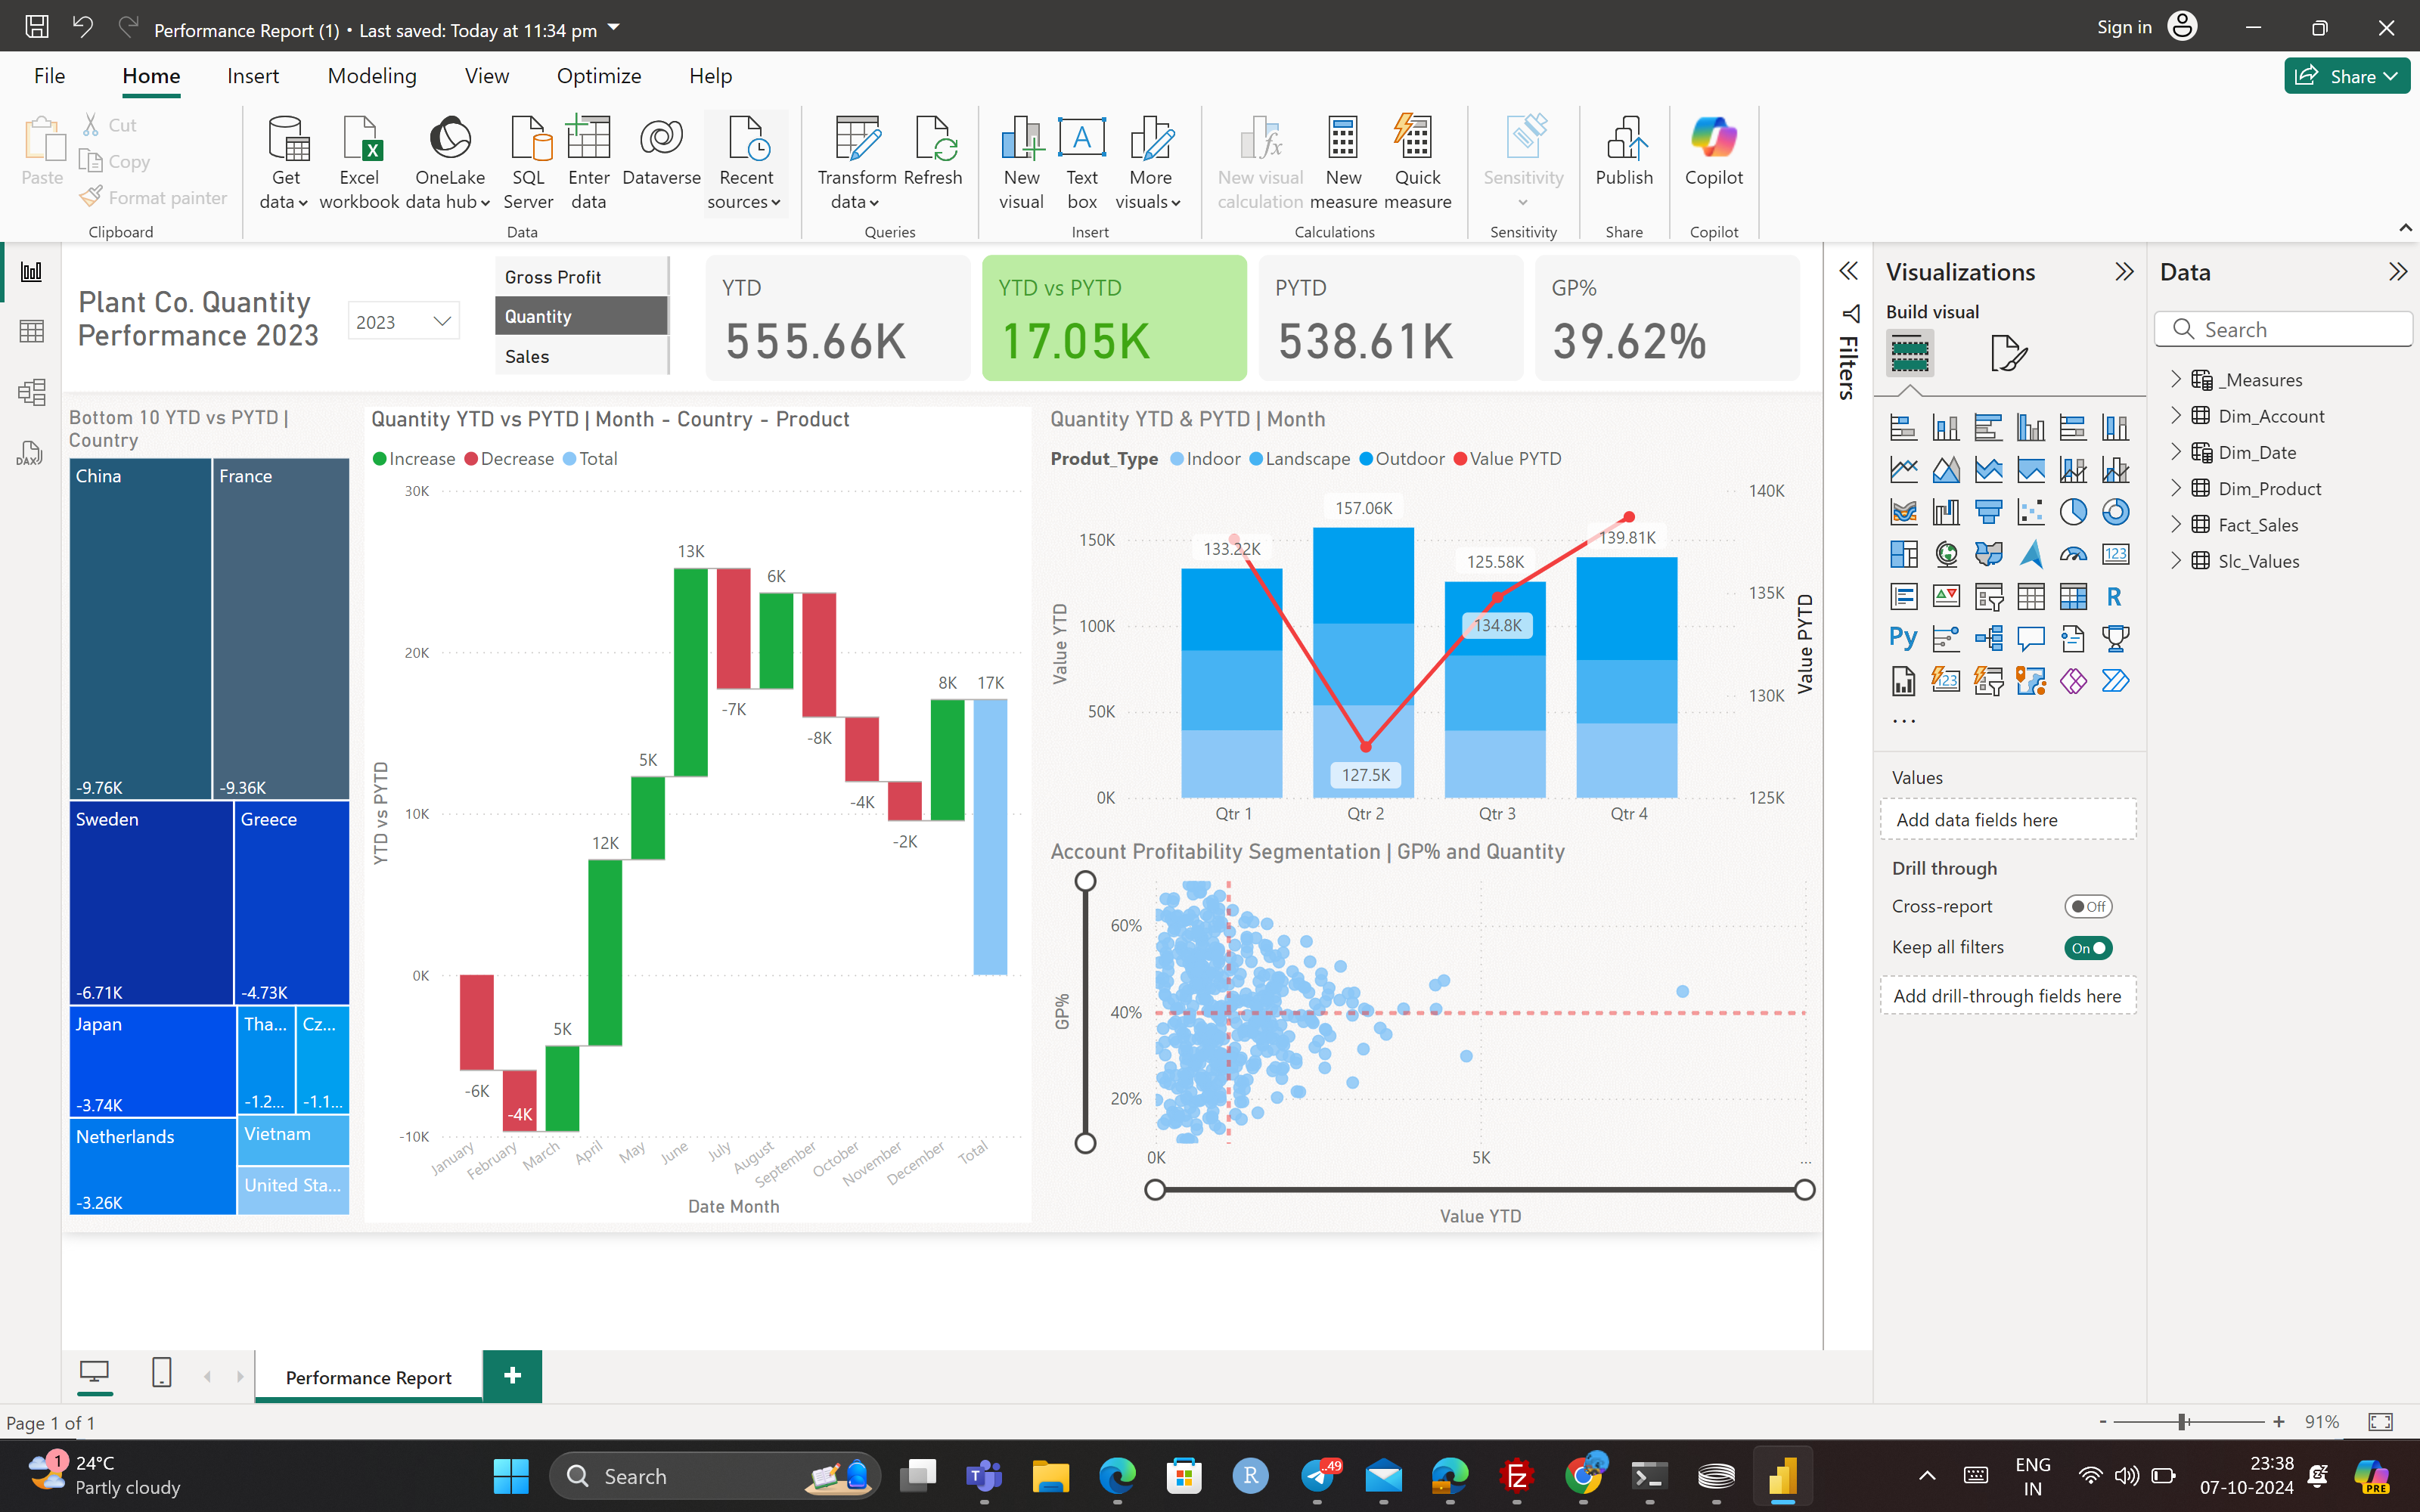 Performance Report (1) • Last saved: Today at 11:34 pm
Sign in
File
Home
Insert
Modeling
View
Optimize
Help
Share
Paste
Cut
Copy
Format painter
Clipboard
Get data
Excel workbook
OneLake data hub
SQL Server
Enter data
Dataverse
Recent sources
Data
Transform data
Refresh
Queries
New visual
Text box
More visuals
Insert
New visual calculation
New measure
Quick measure
Calculations
Sensitivity
Sensitivity
Publish
Share
Copilot
Copilot
Plant Co. Quantity
Performance 2023
2023
Gross Profit
Quantity
Sales
YTD
555.66K
YTD vs PYTD
17.05K
PYTD
538.61K
GP%
39.62%
Bottom 10 YTD vs PYTD |
Country
China
-9.76K
France
-9.36K
Sweden
-6.71K
Greece
-4.73K
Japan
-3.74K
Tha...
-1.2...
Cz...
-1.1...
Netherlands
-3.26K
Vietnam
United Sta...
Quantity YTD vs PYTD | Month - Country - Product
Increase Decrease Total
YTD vs PYTD
30K
20K
10K
0K
-10K
-6K
-4K
5K
12K
5K
13K
-7K
6K
-8K
-4K
-2K
8K
17K
January
February
March
April
May
June
July
August
September
October
November
December
Total
Date Month
Quantity YTD & PYTD | Month
Produt_Type Indoor Landscape Outdoor Value PYTD
Value YTD
150K
100K
50K
0K
133.22K
157.06K
125.58K
139.81K
127.5K
134.8K
140K
135K
130K
125K
Value PYTD
Qtr 1
Qtr 2
Qtr 3
Qtr 4
Account Profitability Segmentation | GP% and Quantity
GP%
60%
40%
20%
0K
5K
...
Value YTD
Filters
Visualizations
Build visual
123
R
Py
123
...
Values
Add data fields here
Drill through
Cross-report
Off
Keep all filters
On
Add drill-through fields here
Data
Search
_Measures
Dim_Account
Dim_Date
Dim_Product
Fact_Sales
Slc_Values
DAX
Performance Report
+
Page 1 of 1
- + 91%
1
24°C
Partly cloudy
Search
T
R
.49
Fz
ENG
IN
23:38
07-10-2024
PRE